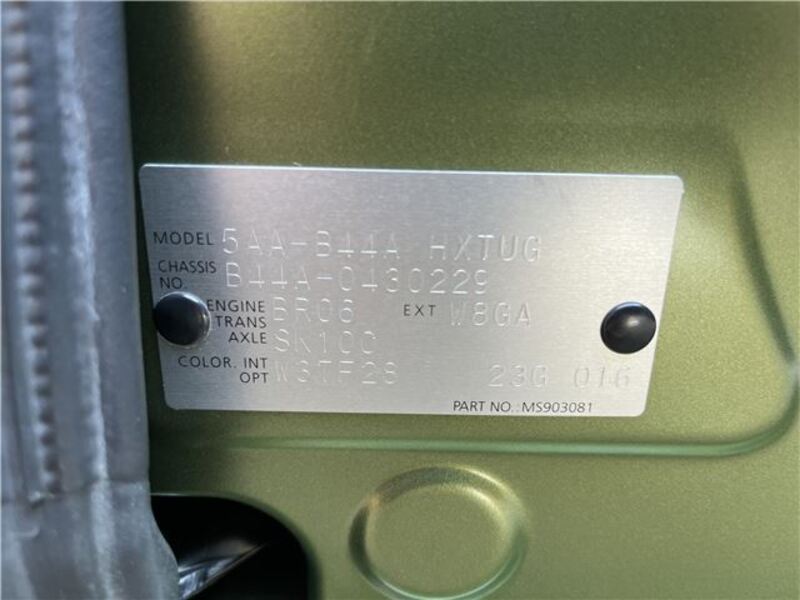 MODEL 5AA-B44A HXTUG
CHASSIS NO. B44A-0430229
ENGINE BR06 EXT W8GA
TRANS AXLE SK100
COLOR. INT
OPT W3TF28 23G 016
PART NO.: MS903081